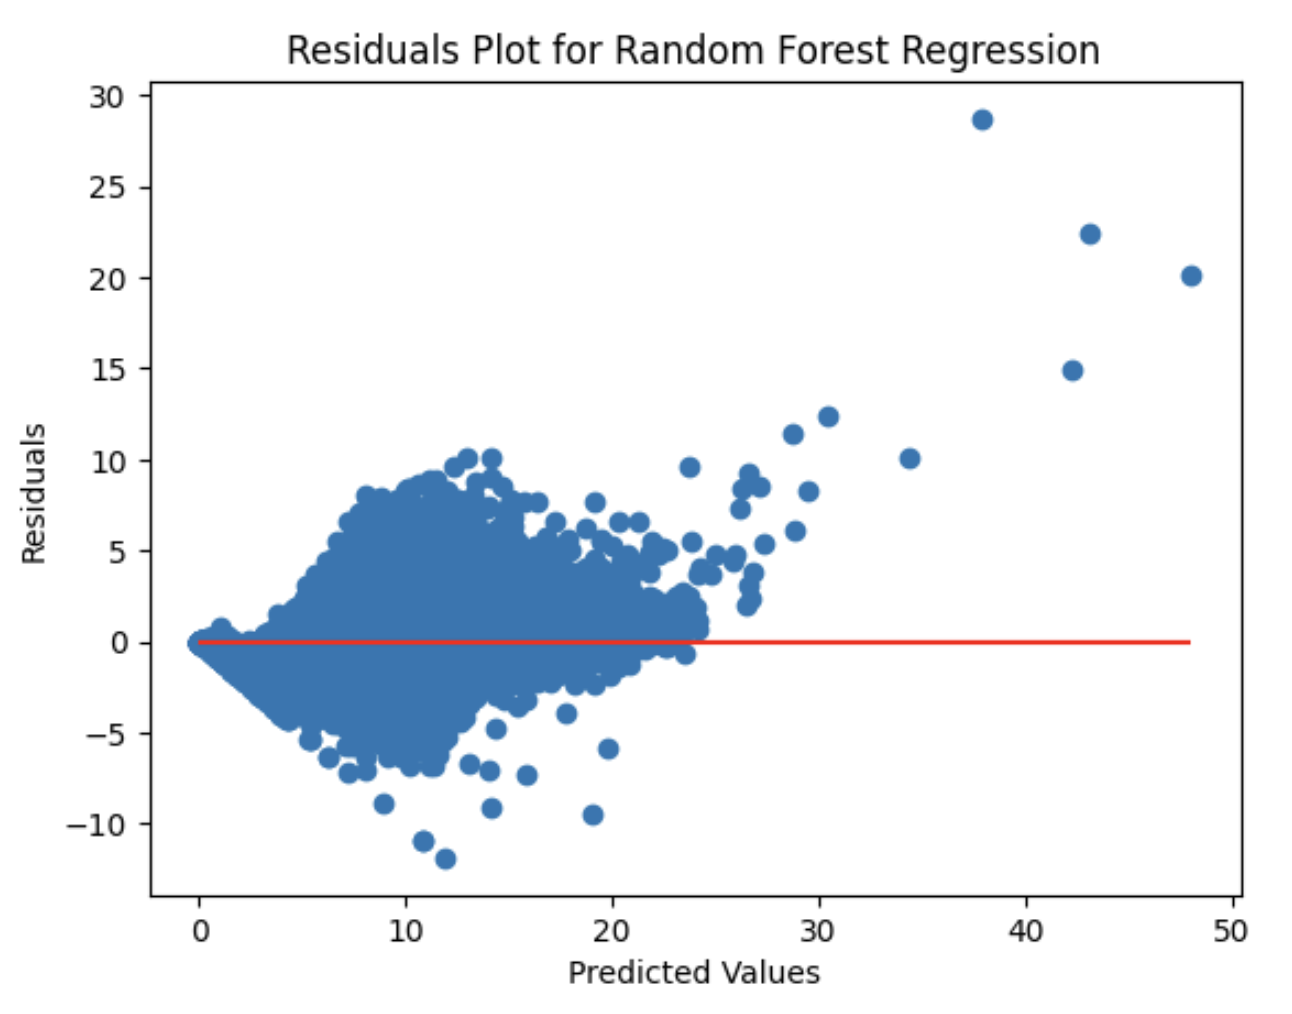 Residuals Plot for Random Forest Regression
30
25
20
15
10
5
0
−5
−10
Residuals
0 10 20 30 40 50
Predicted Values